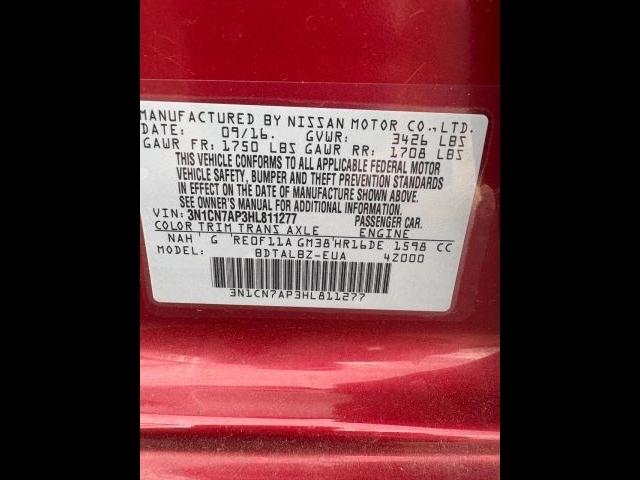 MANUFACTURED BY NISSAN MOTOR CO., LTD.
DATE: 09/16. GVWR: 3426 LBS
GAWR FR: 1750 LBS GAWR RR: 1708 LBS
THIS VEHICLE CONFORMS TO ALL APPLICABLE FEDERAL MOTOR
VEHICLE SAFETY, BUMPER AND THEFT PREVENTION STANDARDS
IN EFFECT ON THE DATE OF MANUFACTURE SHOWN ABOVE.
SEE OWNER'S MANUAL FOR ADDITIONAL INFORMATION.
VIN: 3N1CN7AP3HL811277 PASSENGER CAR.
COLOR TRIM TRANS AXLE ENGINE
NAH ' G 'RE0F11A GM38'HR16DE 1598 CC
MODEL: BDTALBZ-EUA 4Z000
3N1CN7AP3HL811277